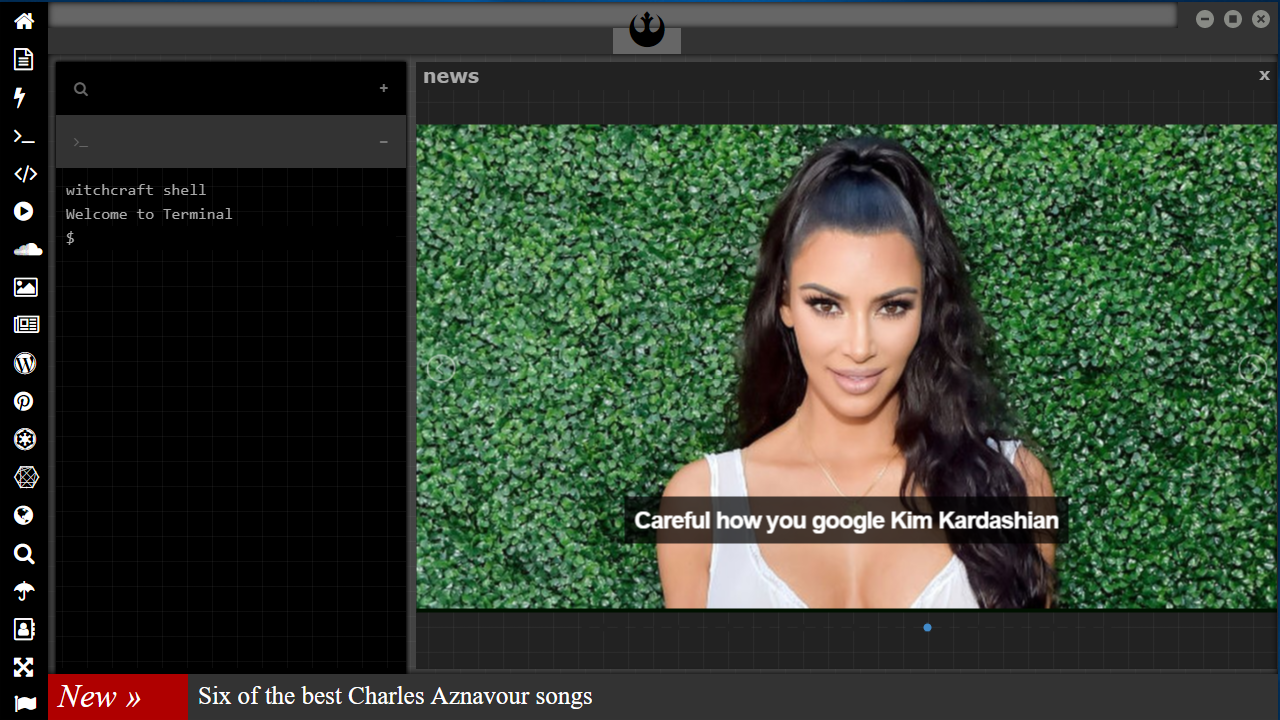 news
x
+
>_
−
witchcraft shell
Welcome to Terminal
$
Careful how you google Kim Kardashian
New »
Six of the best Charles Aznavour songs